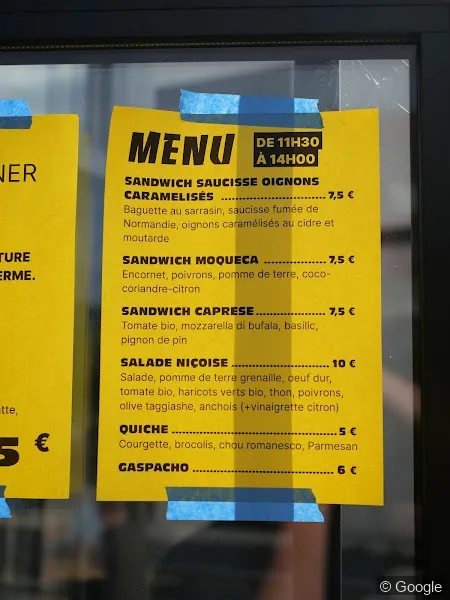 NER
TURE
ERME.
atte,
5 €
MENU
DE 11H30
À 14H00
SANDWICH SAUCISSE OIGNONS
CARAMELISÉS ........................ 7,5 €
Baguette au sarrasin, saucisse fumée de
Normandie, oignons caramélisés au cidre et
moutarde
SANDWICH MOQUECA ................ 7,5 €
Encornet, poivrons, pomme de terre, coco-
coriandre-citron
SANDWICH CAPRESE .................. 7,5 €
Tomate bio, mozzarella di bufala, basilic,
pignon de pin
SALADE NIÇOISE ........................ 10 €
Salade, pomme de terre grenaille, oeuf dur,
tomate bio, haricots verts bio, thon, poivrons,
olive taggiashe, anchois (+vinaigrette citron)
QUICHE ........................................ 5 €
Courgette, brocolis, chou romanesco, Parmesan
GASPACHO .................................. 6 €
© Google